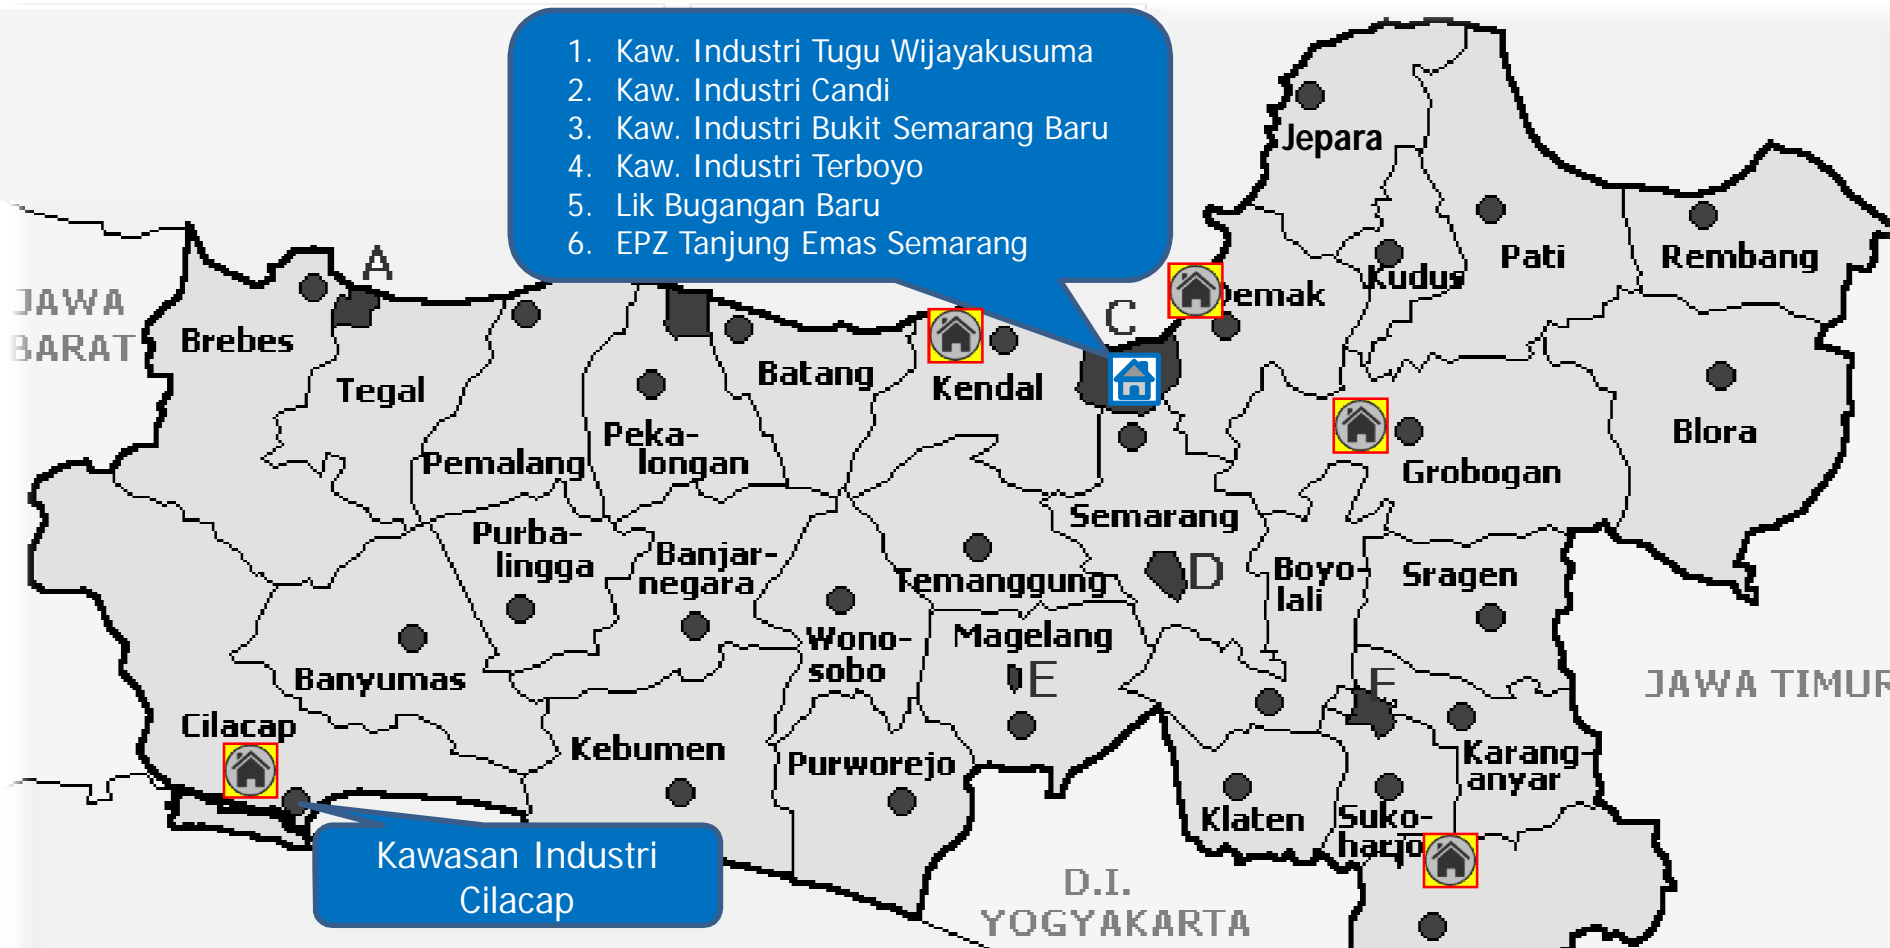 1. Kaw. Industri Tugu Wijayakusuma
2. Kaw. Industri Candi
3. Kaw. Industri Bukit Semarang Baru
4. Kaw. Industri Terboyo
5. Lik Bugangan Baru
6. EPZ Tanjung Emas Semarang
Jepara
Kudus
Pati
Rembang
JAWA
BARAT
A
Brebes
Tegal
Pemalang
Peka-
longan
Batang
Kendal
C
emak
Grobogan
Blora
Purba-
lingga
Banjar-
negara
Temanggung
Semarang
D
Boyo-
lali
Sragen
Banyumas
Wono-
sobo
Magelang
E
F
JAWA TIMUR
Cilacap
Kebumen
Purworejo
Klaten
Suko-
harjo
Karang-
anyar
Kawasan Industri
Cilacap
D.I.
YOGYAKARTA